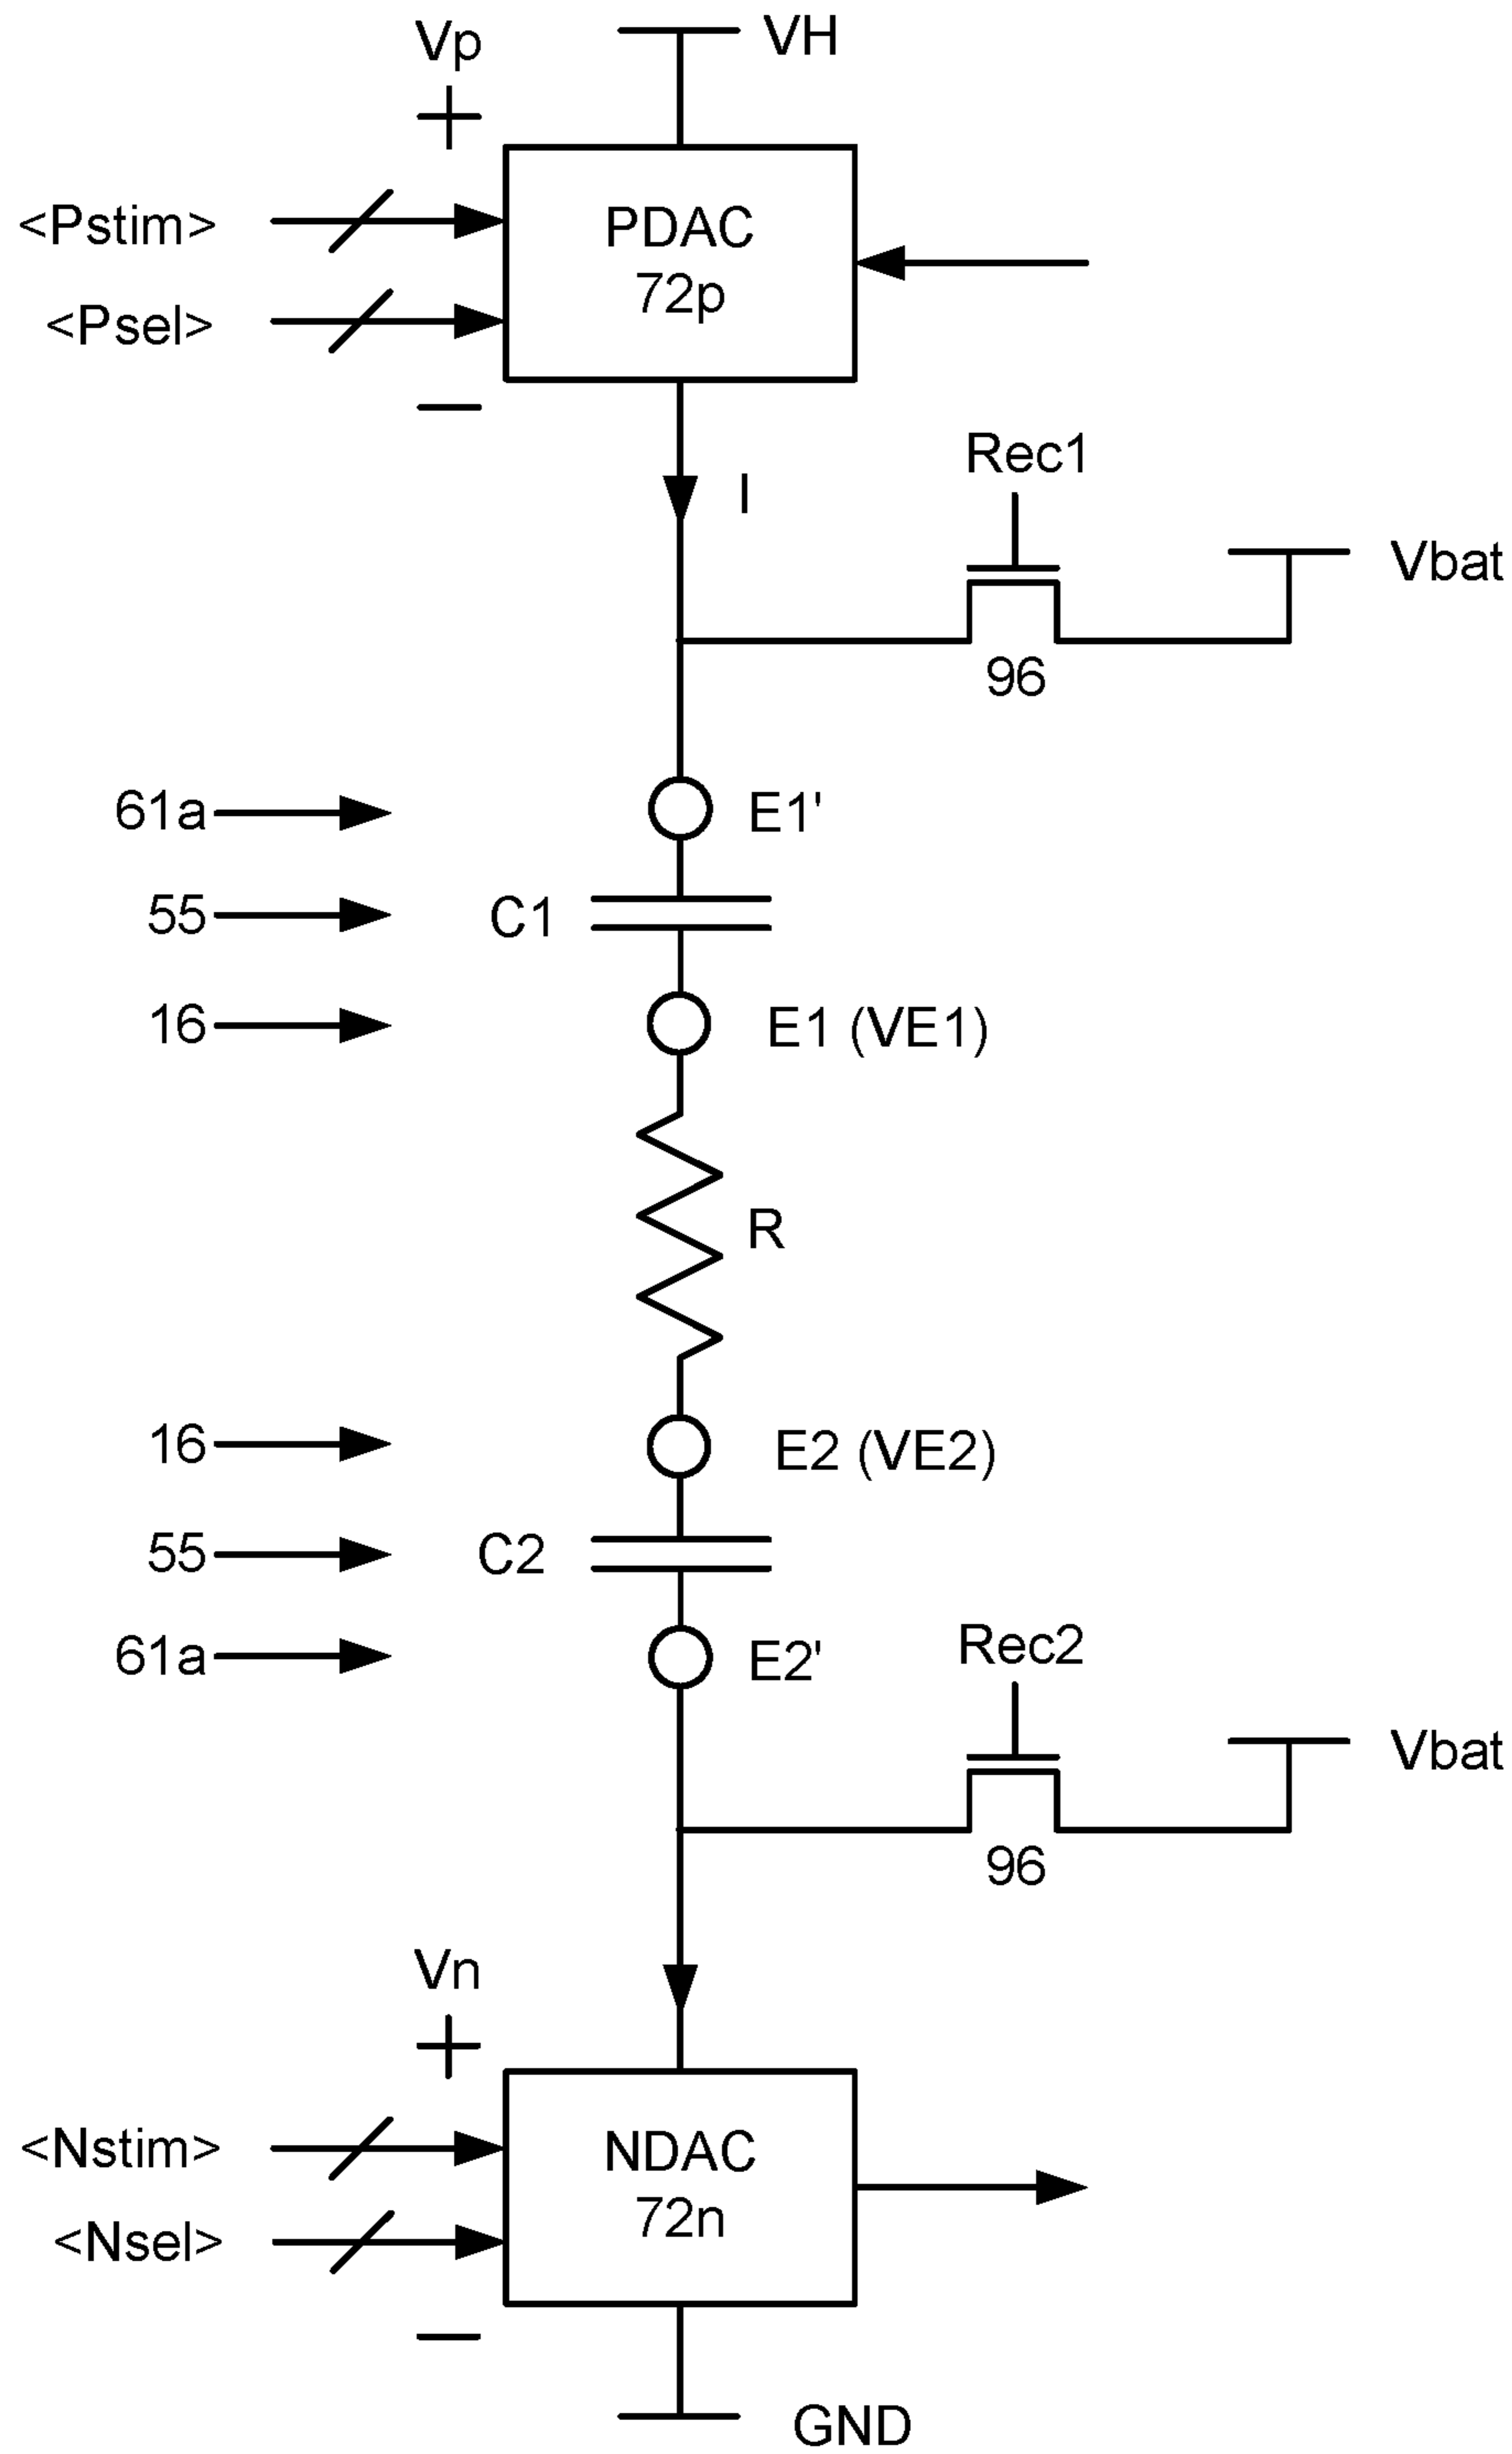 Vp
VH
+
<Pstim>
PDAC
72p
<Psel>
−
I
Rec1
Vbat
96
61a
E1'
55
C1
16
E1 (VE1)
R
16
E2 (VE2)
55
C2
61a
E2'
Rec2
Vbat
96
Vn
+
<Nstim>
NDAC
72n
<Nsel>
−
GND